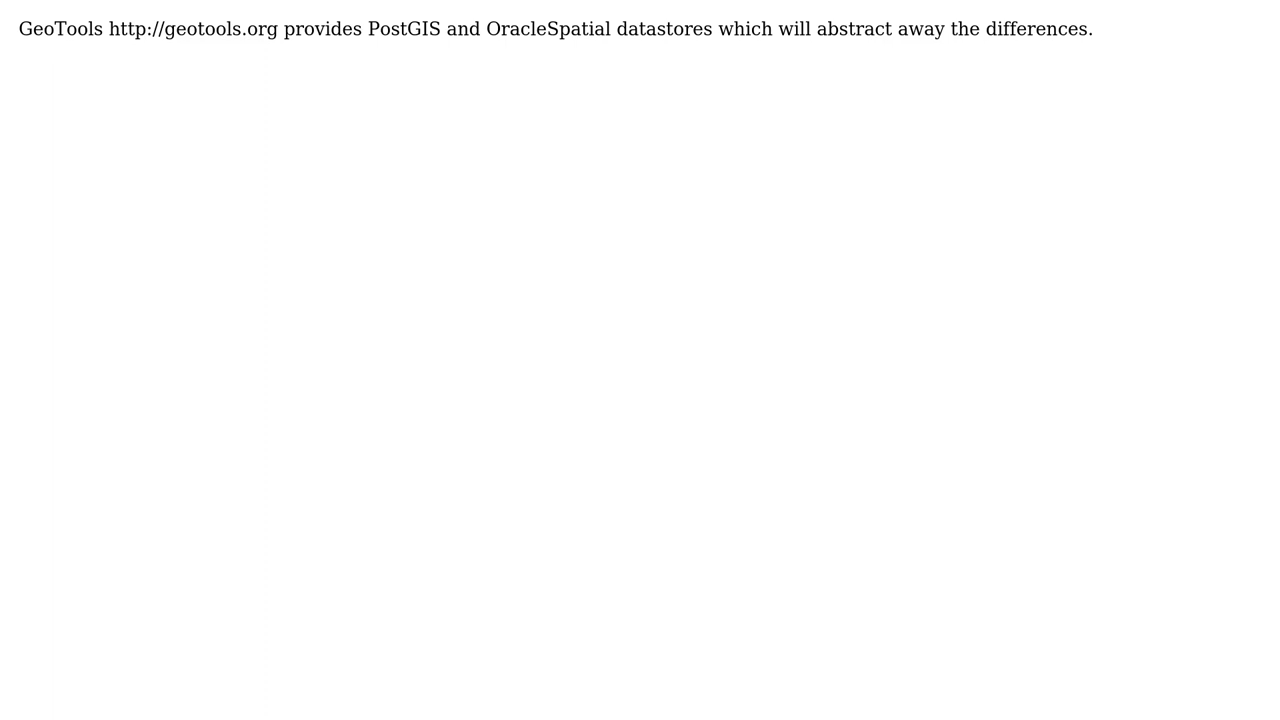 GeoTools http://geotools.org provides PostGIS and OracleSpatial datastores which will abstract away the differences.